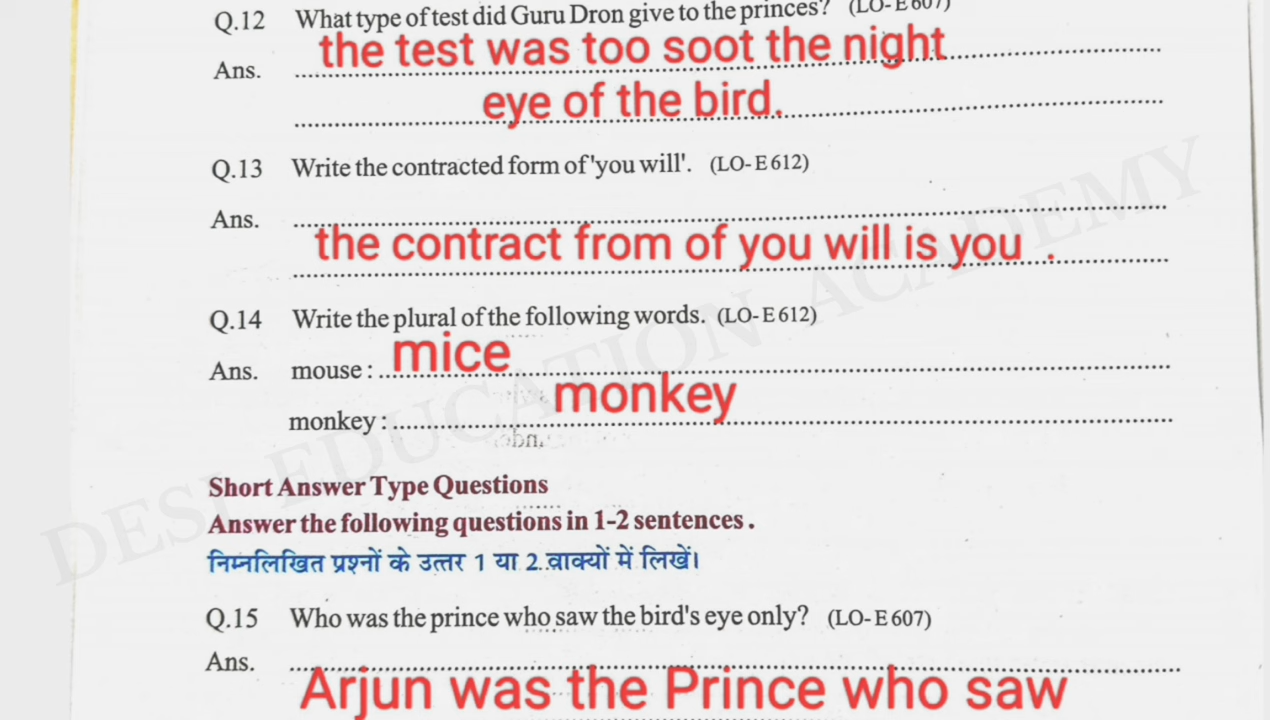 Q.12 What type of test did Guru Dron give to the princes? (LO-E607)
Ans. the test was too soot the night
eye of the bird.
Q.13 Write the contracted form of 'you will'. (LO-E612)
Ans.
the contract from of you will is you .
Q.14 Write the plural of the following words. (LO-E612)
Ans. mouse : mice
monkey : monkey
Short Answer Type Questions
Answer the following questions in 1-2 sentences .
निम्नलिखित प्रश्नों के उत्तर 1 या 2 वाक्यों में लिखें।
Q.15 Who was the prince who saw the bird's eye only? (LO-E607)
Ans.
Arjun was the Prince who saw
DESI EDUCATION ACADEMY